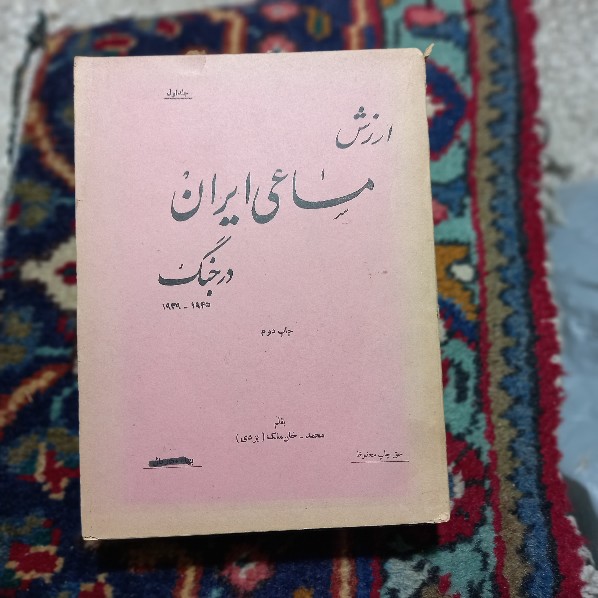 جلد اول
ارزش
مساعی ایران
در جنگ
۱۹۴۵ - ۱۹۳۹
چاپ دوم
بقلم
محمد - خان ملک (یزدی)
حق چاپ محفوظ